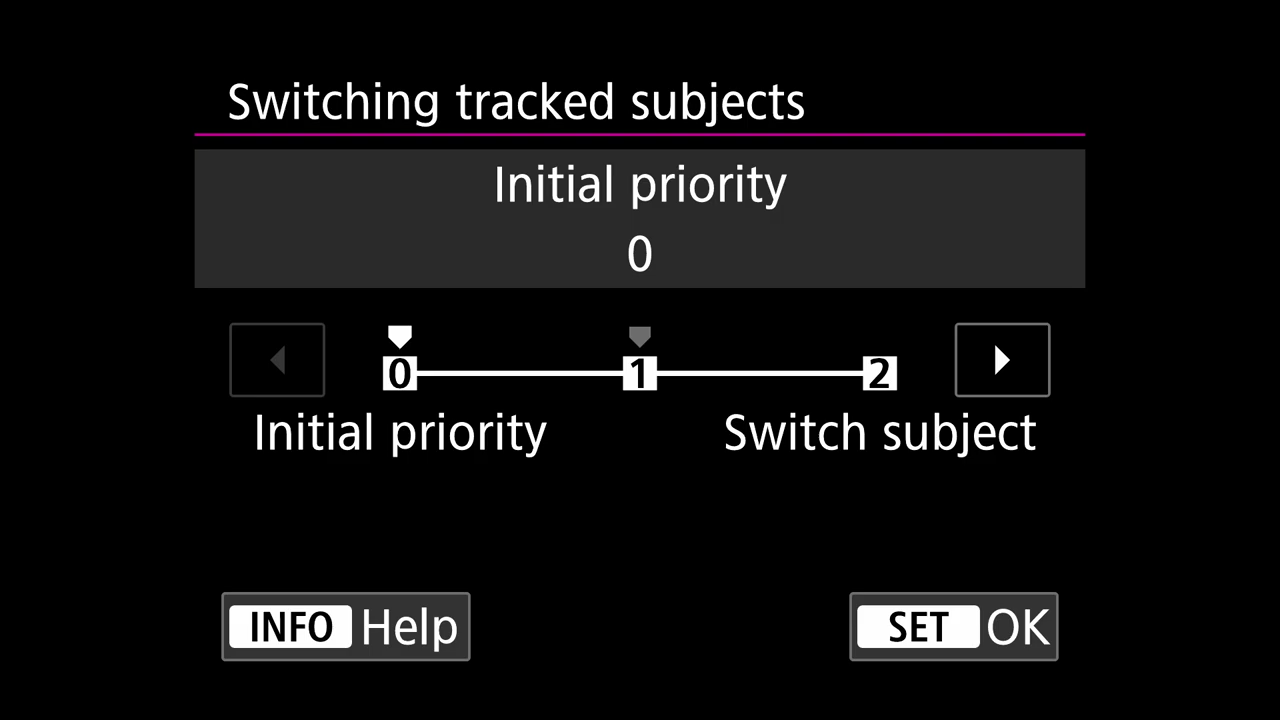 Switching tracked subjects
Initial priority
0
0 1 2
Initial priority Switch subject
INFO Help SET OK